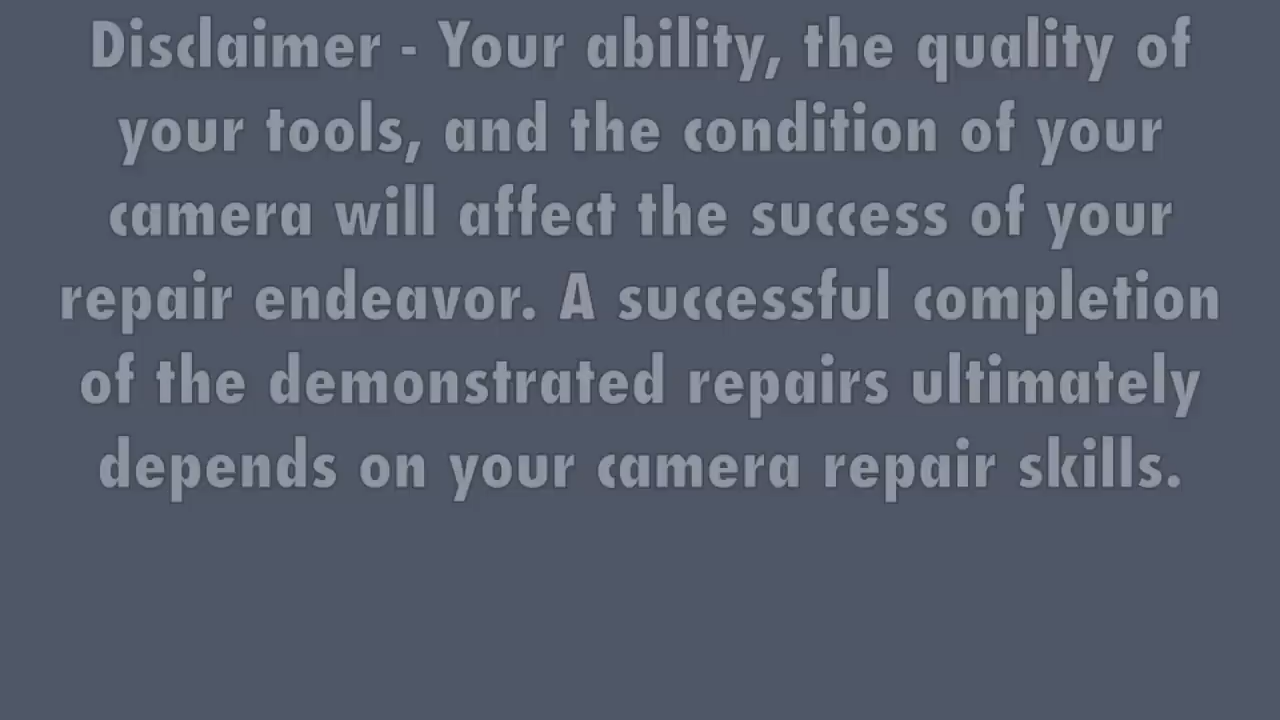 Disclaimer - Your ability, the quality of
your tools, and the condition of your
camera will affect the success of your
repair endeavor. A successful completion
of the demonstrated repairs ultimately
depends on your camera repair skills.